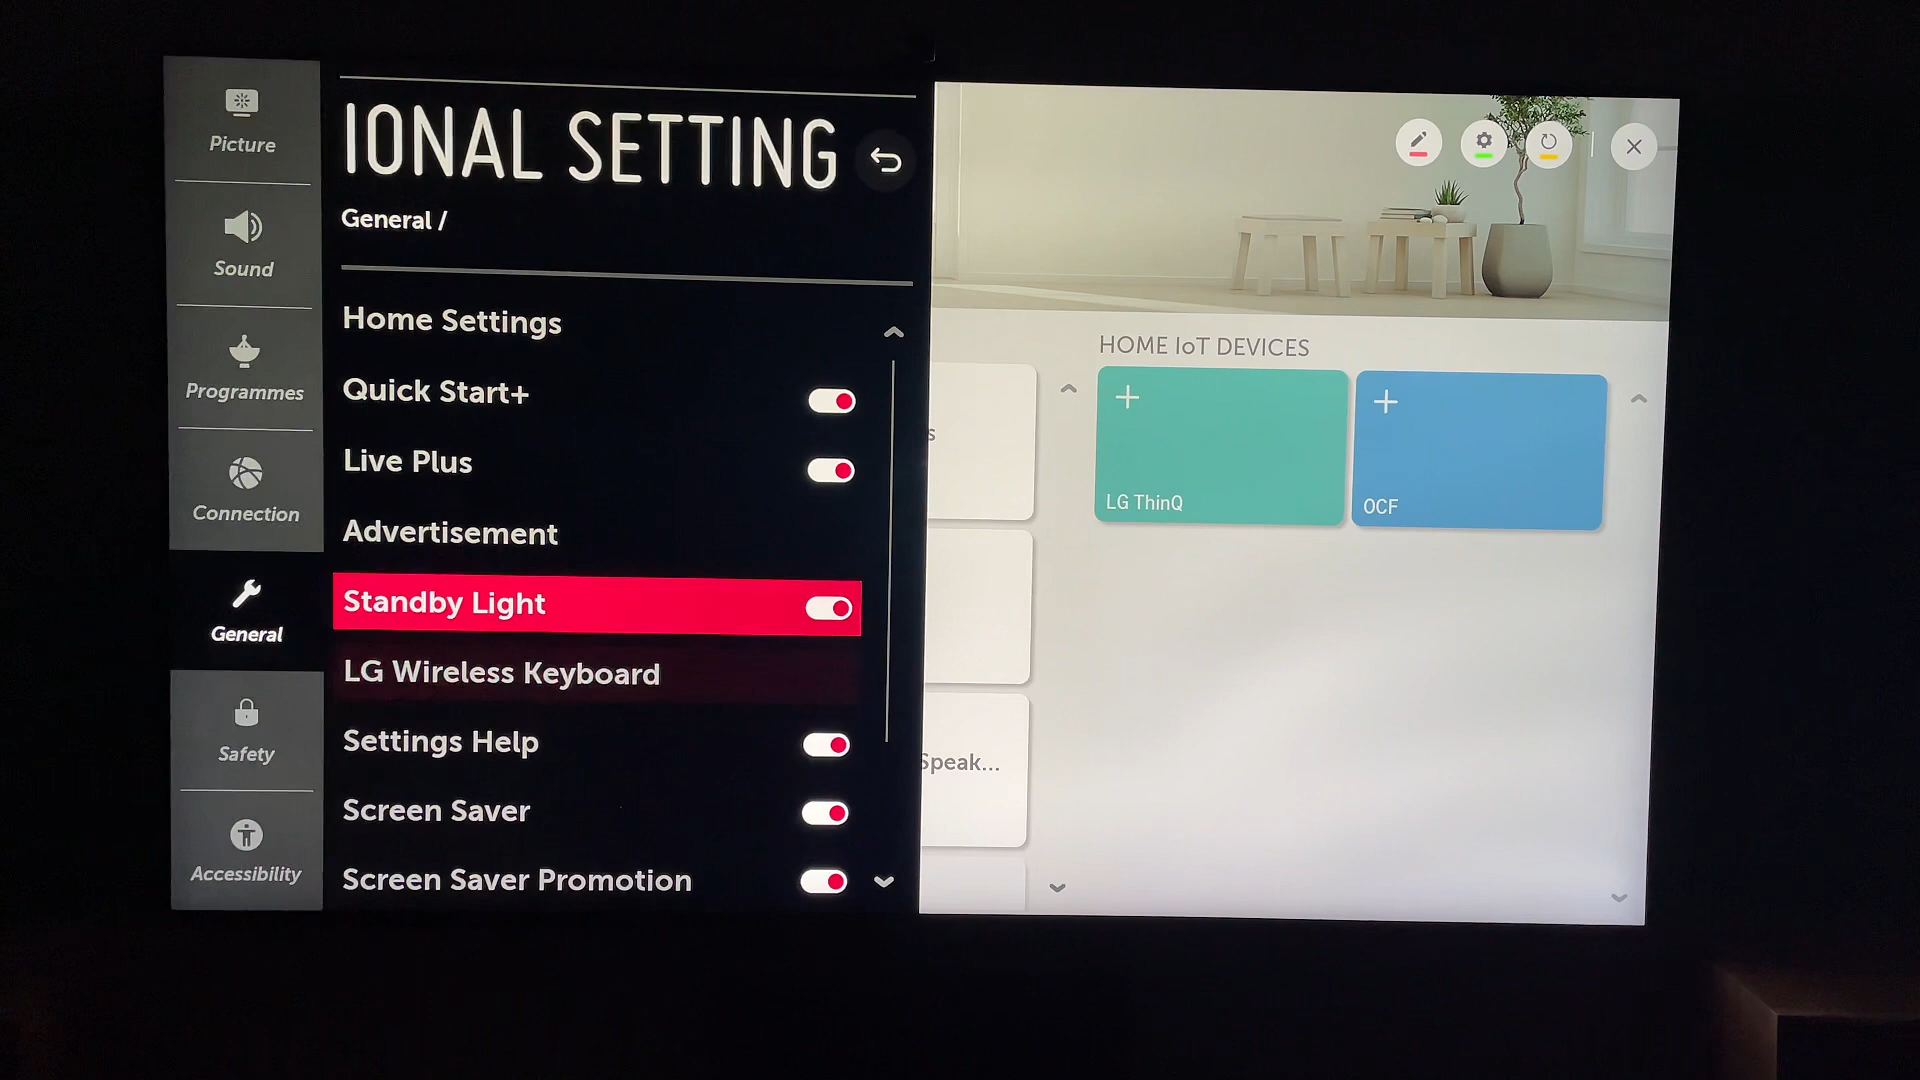 Picture
Sound
Programmes
Connection
General
Safety
Accessibility
IONAL SETTING
General /
Home Settings
Quick Start+
Live Plus
Advertisement
Standby Light
LG Wireless Keyboard
Settings Help
Screen Saver
Screen Saver Promotion
s
Speak...
HOME IoT DEVICES
LG ThinQ
OCF